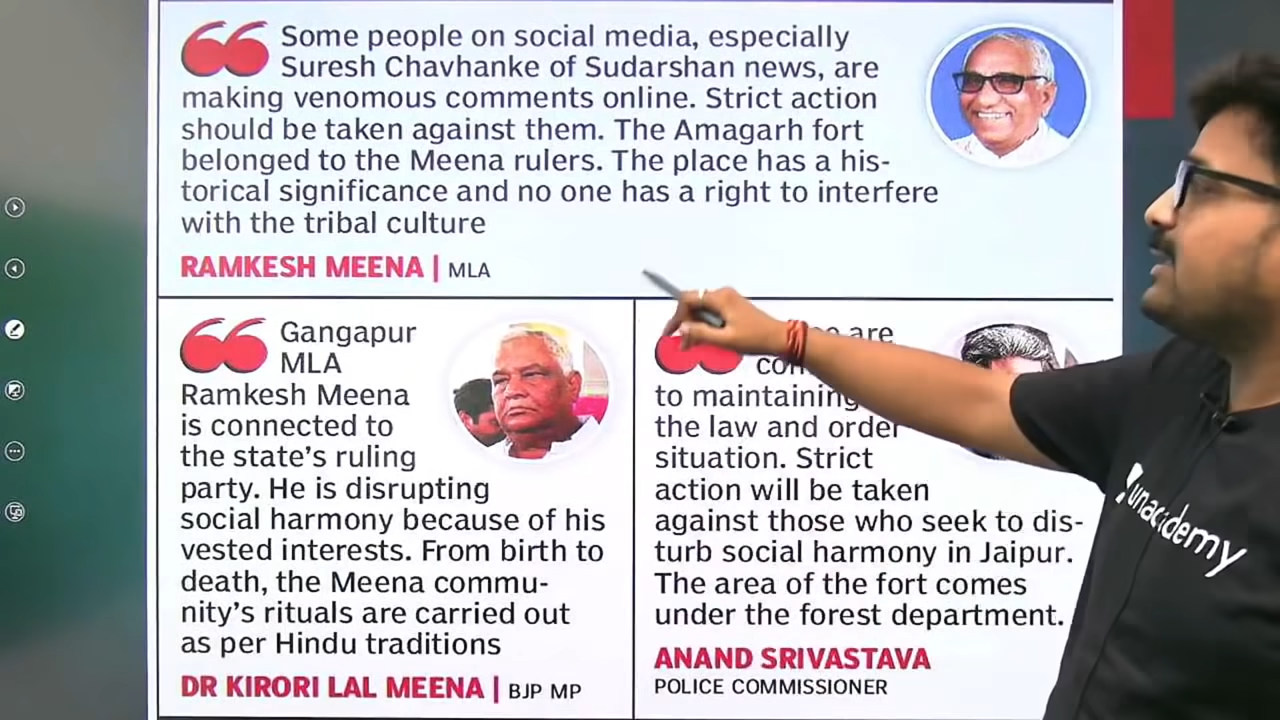 Some people on social media, especially
Suresh Chavhanke of Sudarshan news, are
making venomous comments online. Strict action
should be taken against them. The Amagarh fort
belonged to the Meena rulers. The place has a his-
torical significance and no one has a right to interfere
with the tribal culture
RAMKESH MEENA | MLA
Gangapur
MLA
Ramkesh Meena
is connected to
the state's ruling
party. He is disrupting
social harmony because of his
vested interests. From birth to
death, the Meena commu-
nity's rituals are carried out
as per Hindu traditions
DR KIRORI LAL MEENA | BJP MP
are
to maintaining
the law and order
situation. Strict
action will be taken
against those who seek to dis-
turb social harmony in Jaipur.
The area of the fort comes
under the forest department.
ANAND SRIVASTAVA
POLICE COMMISSIONER
unacademy